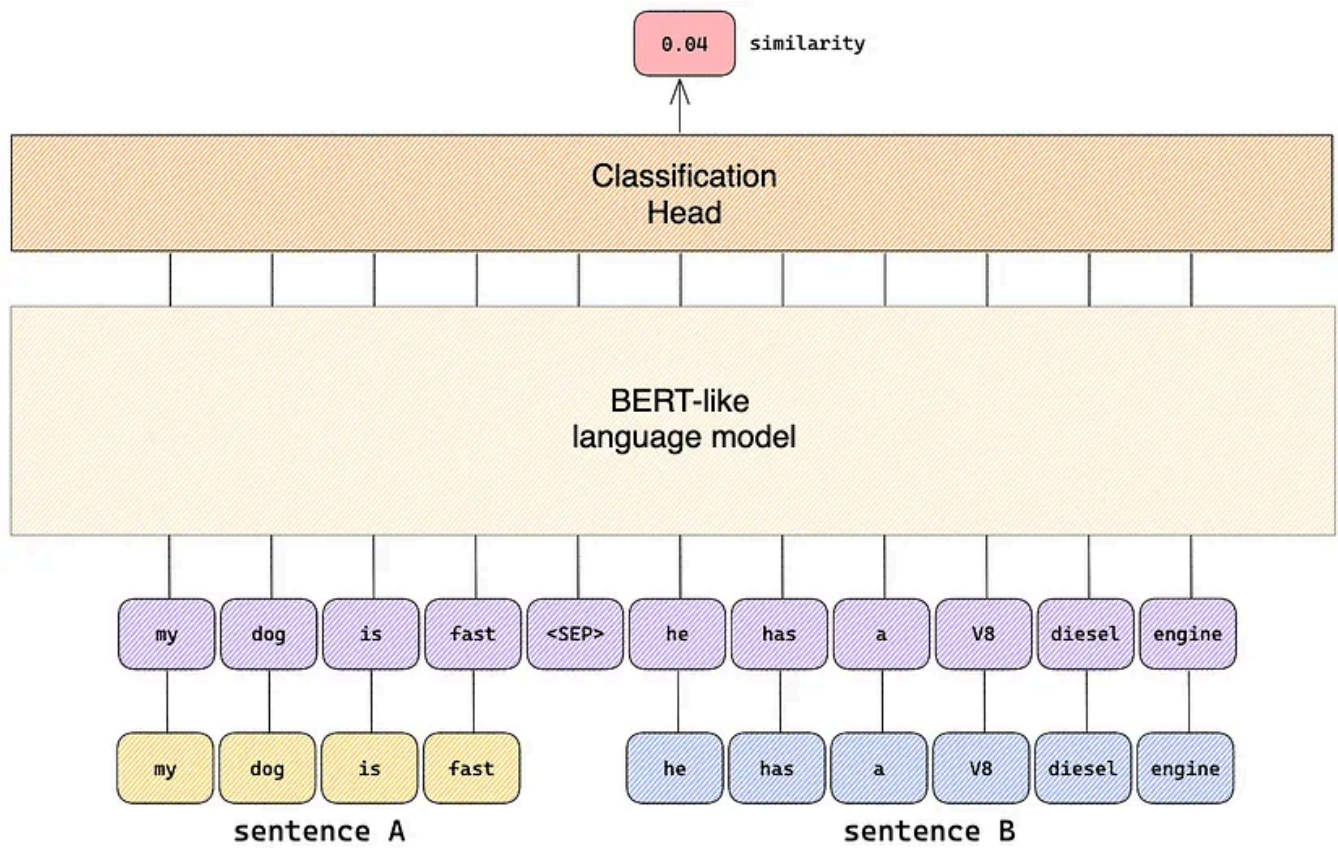 0.04 similarity
Classification
Head
BERT-like
language model
my dog is fast <SEP> he has a V8 diesel engine
my dog is fast he has a V8 diesel engine
sentence A sentence B